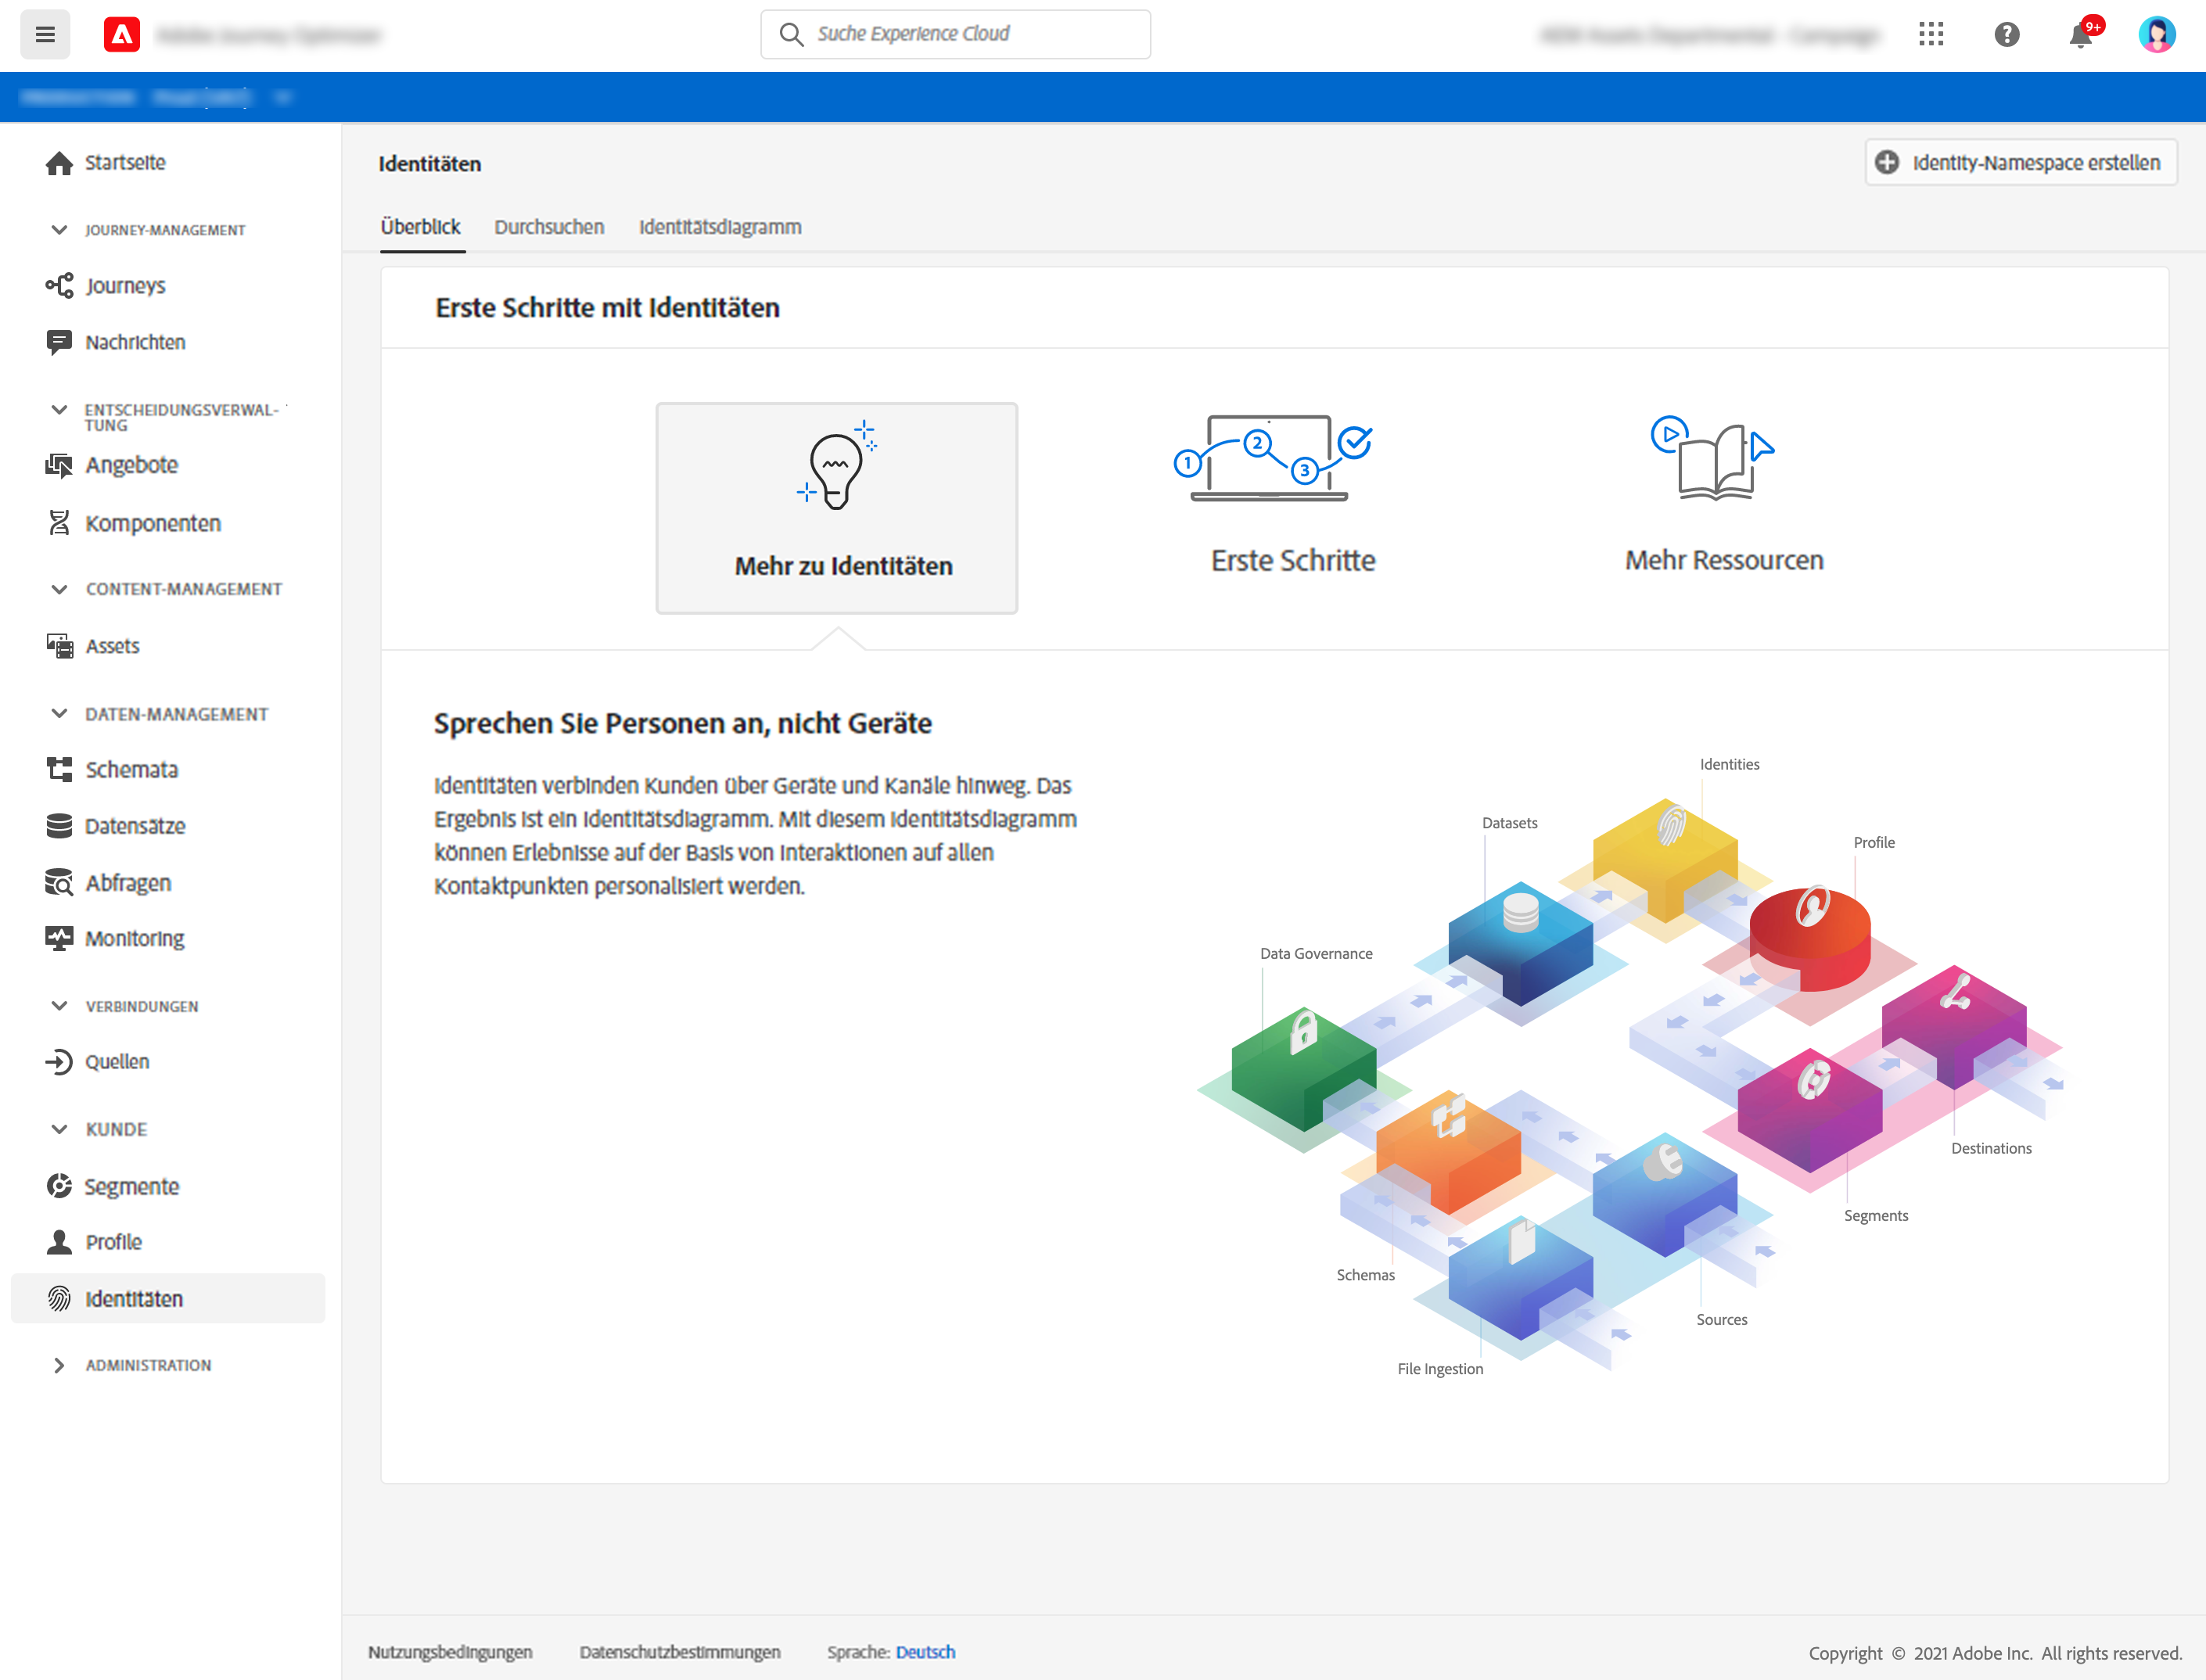 Suche Experience Cloud
9+
Startseite
JOURNEY-MANAGEMENT
Journeys
Nachrichten
ENTSCHEIDUNGSVERWAL-
TUNG
Angebote
Komponenten
CONTENT-MANAGEMENT
Assets
DATEN-MANAGEMENT
Schemata
Datensätze
Abfragen
Monitoring
VERBINDUNGEN
Quellen
KUNDE
Segmente
Profile
Identitäten
ADMINISTRATION
Identitäten
Identity-Namespace erstellen
Überblick
Durchsuchen
Identitätsdiagramm
Erste Schritte mit Identitäten
Mehr zu Identitäten
1
2
3
Erste Schritte
Mehr Ressourcen
Sprechen Sie Personen an, nicht Geräte
Identitäten verbinden Kunden über Geräte und Kanäle hinweg. Das
Ergebnis ist ein Identitätsdiagramm. Mit diesem Identitätsdiagramm
können Erlebnisse auf der Basis von Interaktionen auf allen
Kontaktpunkten personalisiert werden.
Identities
Datasets
Profile
Data Governance
Destinations
Segments
Schemas
Sources
File Ingestion
Nutzungsbedingungen
Datenschutzbestimmungen
Sprache: Deutsch
Copyright © 2021 Adobe Inc. All rights reserved.